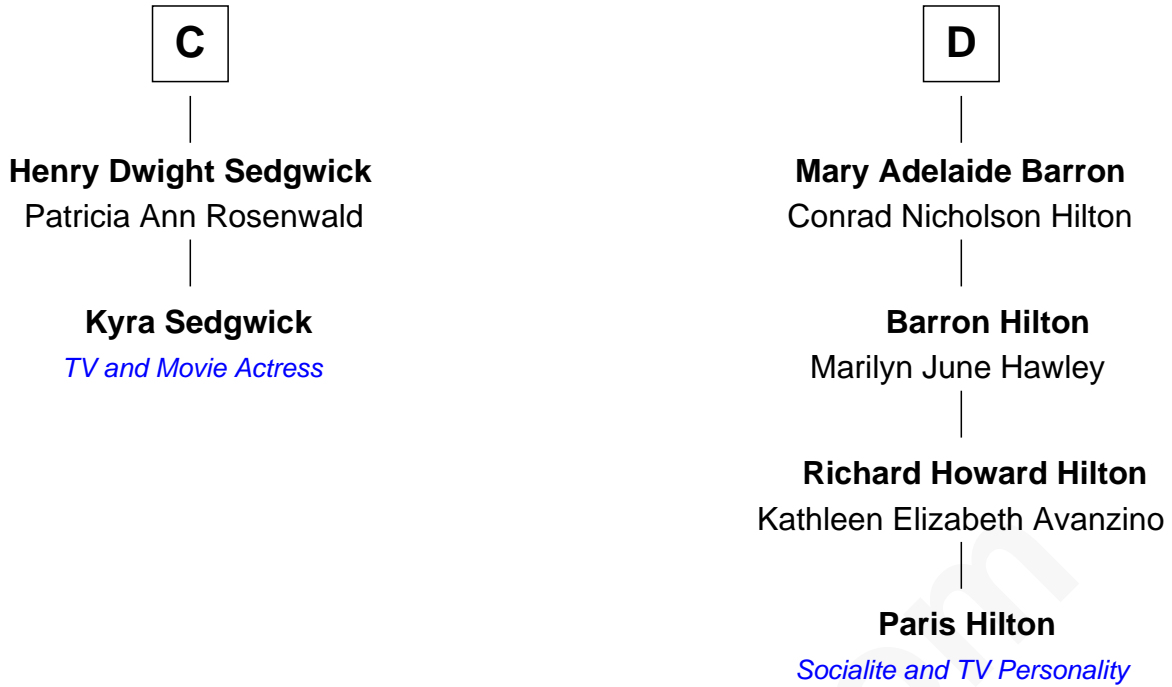 C
Henry Dwight Sedgwick
Patricia Ann Rosenwald
Kyra Sedgwick
TV and Movie Actress
D
Mary Adelaide Barron
Conrad Nicholson Hilton
Barron Hilton
Marilyn June Hawley
Richard Howard Hilton
Kathleen Elizabeth Avanzino
Paris Hilton
Socialite and TV Personality